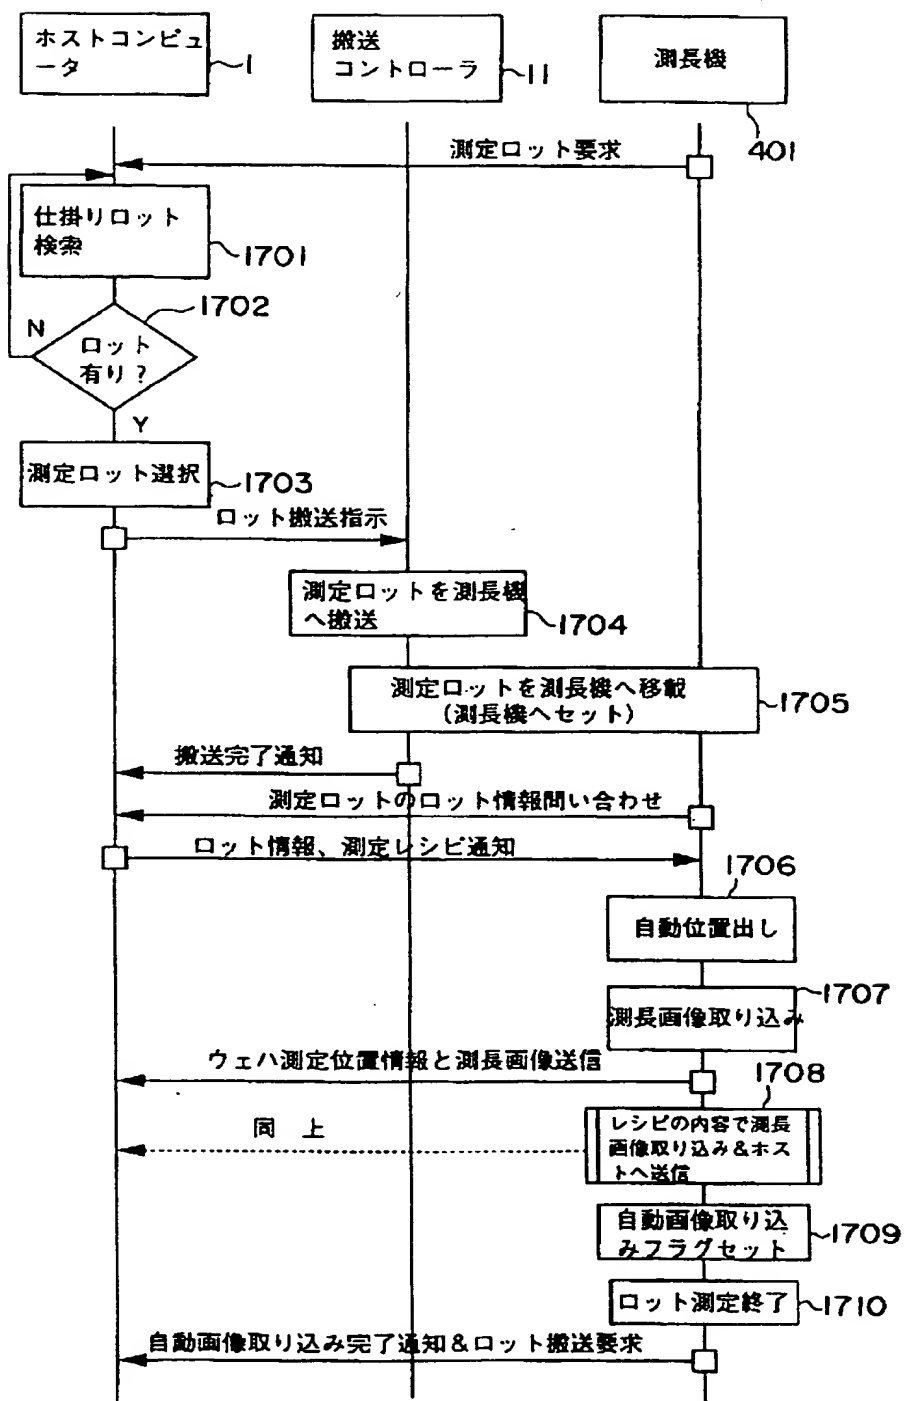 ホストコンピュ
ータ
1
搬送
コントローラ
11
測長機
401
測定ロット要求
仕掛りロット
検索
1701
1702
N
ロット
有り?
Y
測定ロット選択
1703
ロット搬送指示
測定ロットを測長機
へ搬送
1704
測定ロットを測長機へ移載
(測長機へセット)
1705
搬送完了通知
測定ロットのロット情報問い合わせ
ロット情報、測定レシピ通知
1706
自動位置出し
1707
測長画像取り込み
ウェハ測定位置情報と測長画像送信
1708
同 上
レシピの内容で測長
画像取り込み&ホス
トへ送信
自動画像取り込
みフラグセット
1709
ロット測定終了
1710
自動画像取り込み完了通知&ロット搬送要求